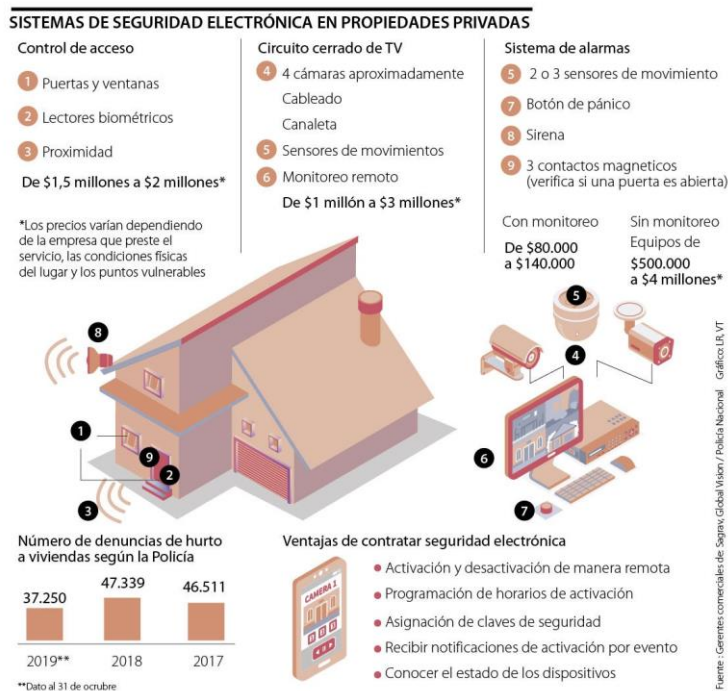 SISTEMAS DE SEGURIDAD ELECTRÓNICA EN PROPIEDADES PRIVADAS
Control de acceso
1 Puertas y ventanas
2 Lectores biométricos
3 Proximidad
De $1,5 millones a $2 millones*
*Los precios varían dependiendo
de la empresa que preste el
servicio, las condiciones físicas
del lugar y los puntos vulnerables
Circuito cerrado de TV
4 4 cámaras aproximadamente
Cableado
Canaleta
5 Sensores de movimientos
6 Monitoreo remoto
De $1 millón a $3 millones*
Sistema de alarmas
5 2 o 3 sensores de movimiento
7 Botón de pánico
8 Sirena
9 3 contactos magneticos
(verifica si una puerta es abierta)
Con monitoreo
De $80.000
a $140.000
Sin monitoreo
Equipos de
$500.000
a $4 millones*
8
1
9
2
3
5
4
6
7
Número de denuncias de hurto
a viviendas según la Policía
37.250
47.339
46.511
2019**
2018
2017
**Dato al 31 de ocrubre
Ventajas de contratar seguridad electrónica
CAMERA 1
Activación y desactivación de manera remota
Programación de horarios de activación
Asignación de claves de seguridad
Recibir notificaciones de activación por evento
Conocer el estado de los dispositivos
Fuente : Gerentes comerciales de: Sagrav, Global Vision / Policía Nacional Gráfico: LR, VT